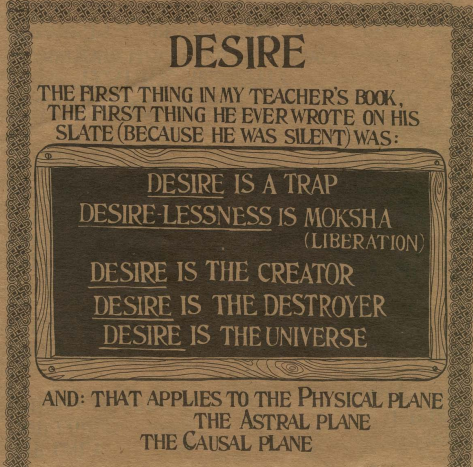 DESIRE
THE FIRST THING IN MY TEACHER'S BOOK,
THE FIRST THING HE EVER WROTE ON HIS
SLATE (BECAUSE HE WAS SILENT) WAS:
DESIRE IS A TRAP
DESIRE-LESSNESS IS MOKSHA
(LIBERATION)
DESIRE IS THE CREATOR
DESIRE IS THE DESTROYER
DESIRE IS THE UNIVERSE
AND: THAT APPLIES TO THE PHYSICAL PLANE
THE ASTRAL PLANE
THE CAUSAL PLANE